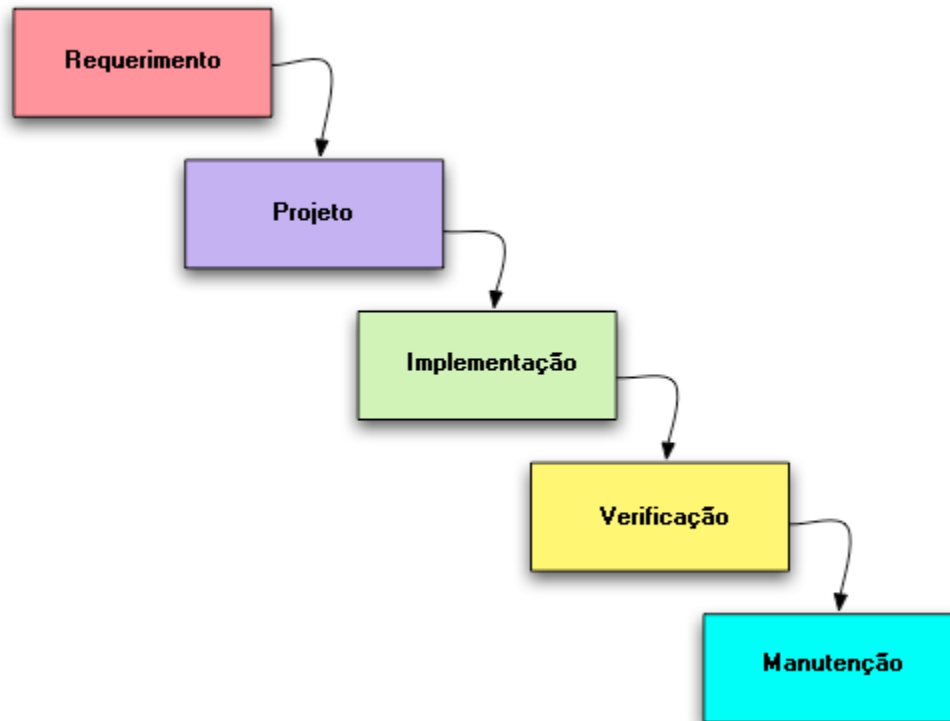 Requerimento
Projeto
Implementação
Verificação
Manutenção